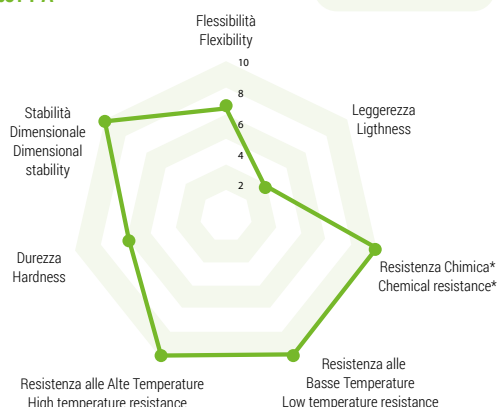 Flessibilità
Flexibility
10
8
6
4
2
Leggerezza
Ligthness
Stabilità
Dimensionale
Dimensional
stability
Durezza
Hardness
Resistenza Chimica*
Chemical resistance*
Resistenza alle
Basse Temperature
Low temperature resistance
Resistenza alle Alte Temperature
High temperature resistance